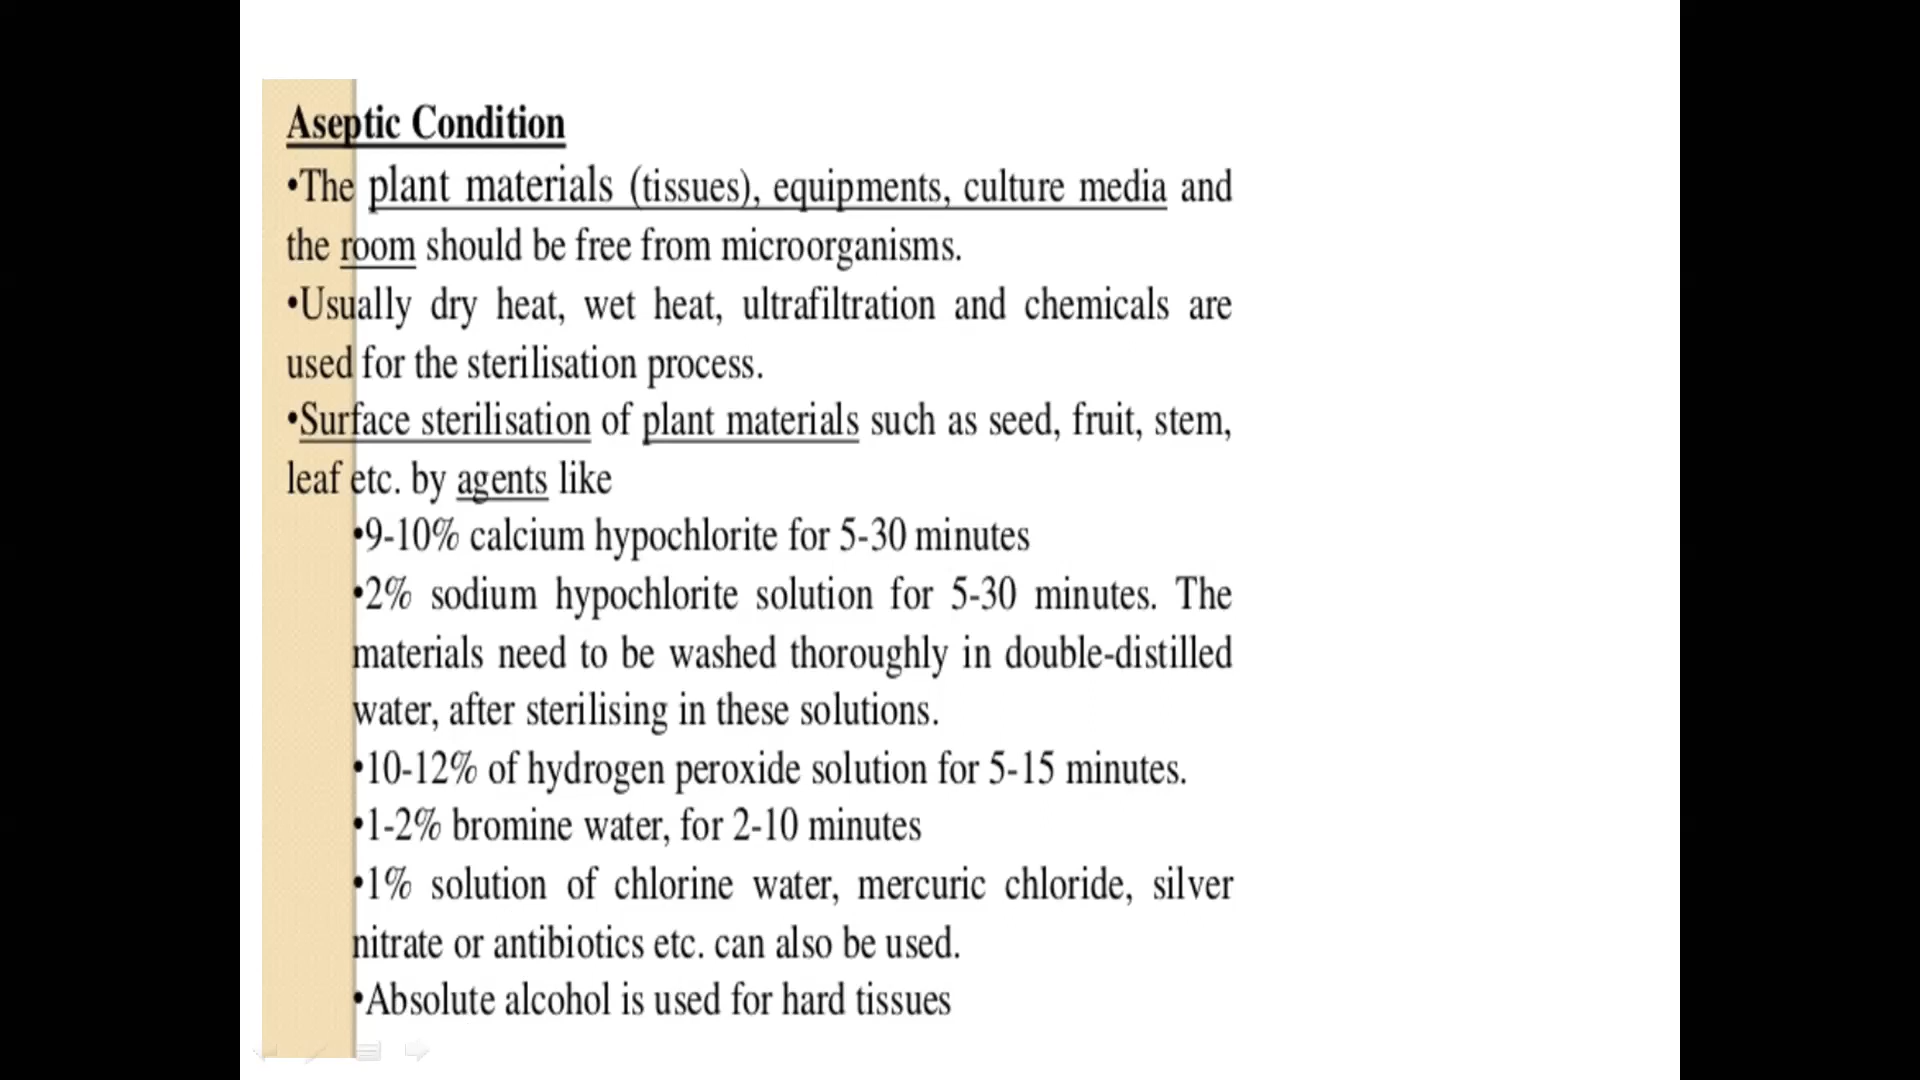 Aseptic Condition
•The plant materials (tissues), equipments, culture media and
the room should be free from microorganisms.
•Usually dry heat, wet heat, ultrafiltration and chemicals are
used for the sterilisation process.
•Surface sterilisation of plant materials such as seed, fruit, stem,
leaf etc. by agents like
•9-10% calcium hypochlorite for 5-30 minutes
•2% sodium hypochlorite solution for 5-30 minutes. The
materials need to be washed thoroughly in double-distilled
water, after sterilising in these solutions.
•10-12% of hydrogen peroxide solution for 5-15 minutes.
•1-2% bromine water, for 2-10 minutes
•1% solution of chlorine water, mercuric chloride, silver
nitrate or antibiotics etc. can also be used.
•Absolute alcohol is used for hard tissues